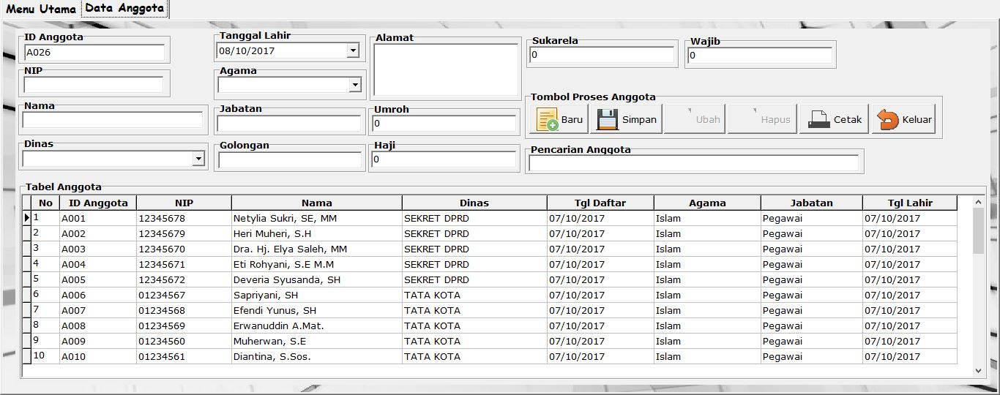 Menu Utama Data Anggota
ID Anggota
A026
NIP
Nama
Dinas
Tanggal Lahir
08/10/2017
Agama
Jabatan
Golongan
Alamat
Umroh
0
Haji
0
Sukarela
0
Wajib
0
Tombol Proses Anggota
Baru Simpan Ubah Hapus Cetak Keluar
Pencarian Anggota
Tabel Anggota
No ID Anggota NIP Nama Dinas Tgl Daftar Agama Jabatan Tgl Lahir
1 A001 12345678 Netylia Sukri, SE, MM SEKRET DPRD 07/10/2017 Islam Pegawai 07/10/2017
2 A002 12345679 Heri Muheri, S.H SEKRET DPRD 07/10/2017 Islam Pegawai 07/10/2017
3 A003 12345670 Dra. Hj. Elya Saleh, MM SEKRET DPRD 07/10/2017 Islam Pegawai 07/10/2017
4 A004 12345671 Eti Rohyani, S.E M.M SEKRET DPRD 07/10/2017 Islam Pegawai 07/10/2017
5 A005 12345672 Deveria Syusanda, SH SEKRET DPRD 07/10/2017 Islam Pegawai 07/10/2017
6 A006 01234567 Sapriyani, SH TATA KOTA 07/10/2017 Islam Pegawai 07/10/2017
7 A007 01234568 Efendi Yunus, SH TATA KOTA 07/10/2017 Islam Pegawai 07/10/2017
8 A008 01234569 Erwanuddin A.Mat. TATA KOTA 07/10/2017 Islam Pegawai 07/10/2017
9 A009 01234560 Muherwan, S.E TATA KOTA 07/10/2017 Islam Pegawai 07/10/2017
10 A010 01234561 Diantina, S.Sos. TATA KOTA 07/10/2017 Islam Pegawai 07/10/2017